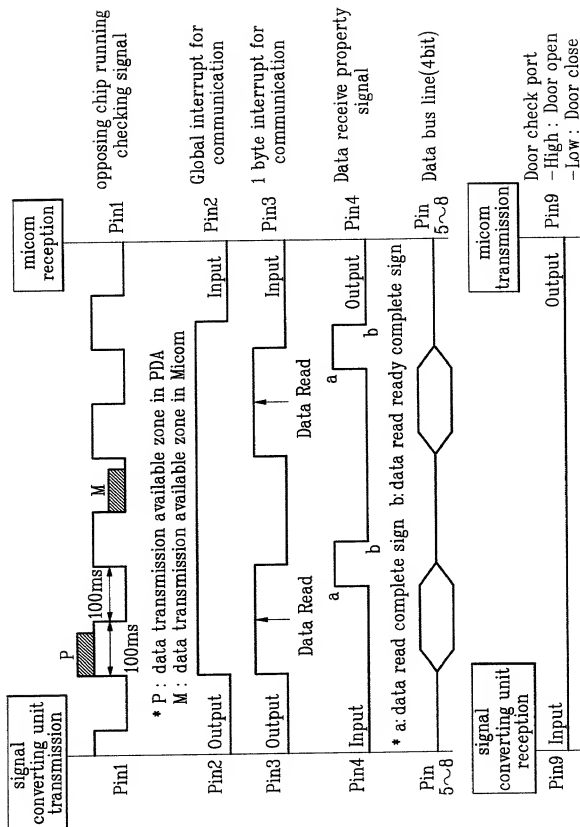 signal
converting unit
transmission
micom
reception
Pin1
P
100ms
100ms
M
Pin1
opposing chip running
checking signal
* P : data transmission available zone in PDA
M : data transmission available zone in Micom
Pin2
Output
Input
Pin2
Global interrupt for
communication
Pin3
Output
Data Read
Data Read
Input
Pin3
1 byte interrupt for
communication
Pin4
Input
a
b
a
b
Output
Pin4
Data receive property
signal
* a: data read complete sign b: data read ready complete sign
Pin
5~8
Pin
5~8
Data bus line(4bit)
signal
converting unit
reception
micom
transmission
Pin9
Input
Output
Pin9
Door check port
-High : Door open
-Low : Door close